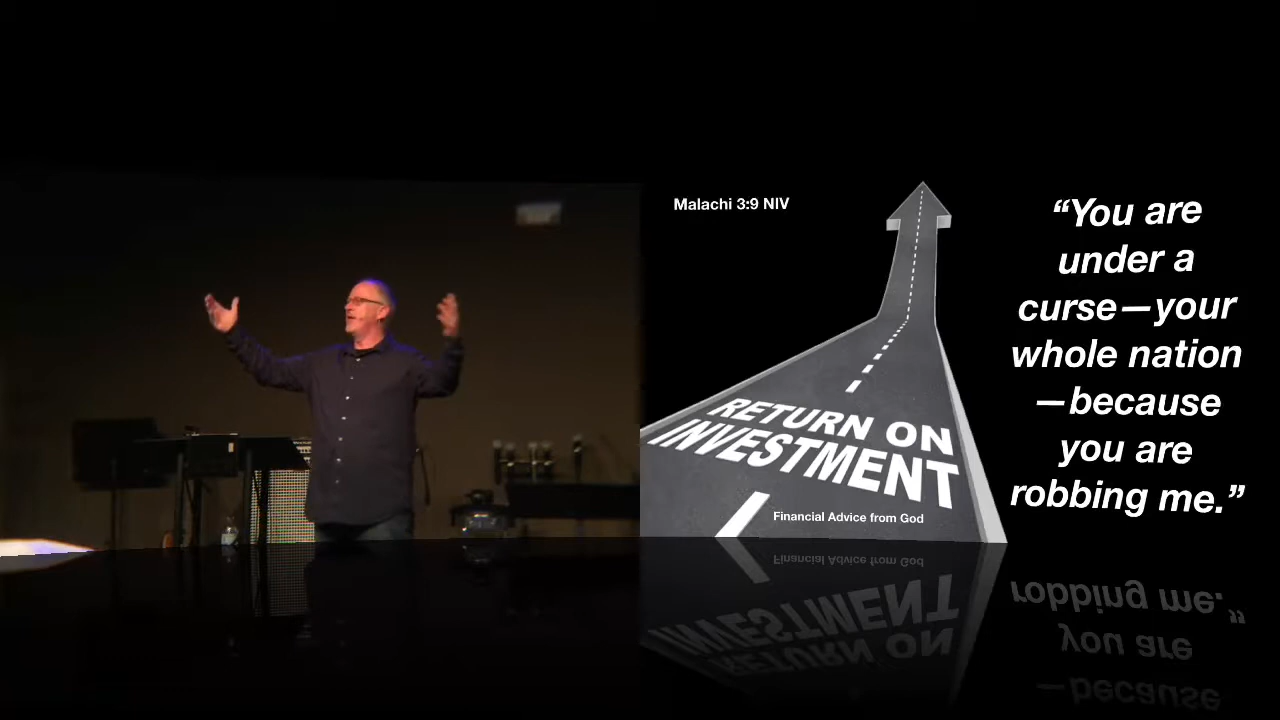 Malachi 3:9 NIV
RETURN ON
INVESTMENT
Financial Advice from God
“You are
under a
curse—your
whole nation
—because
you are
robbing me.”